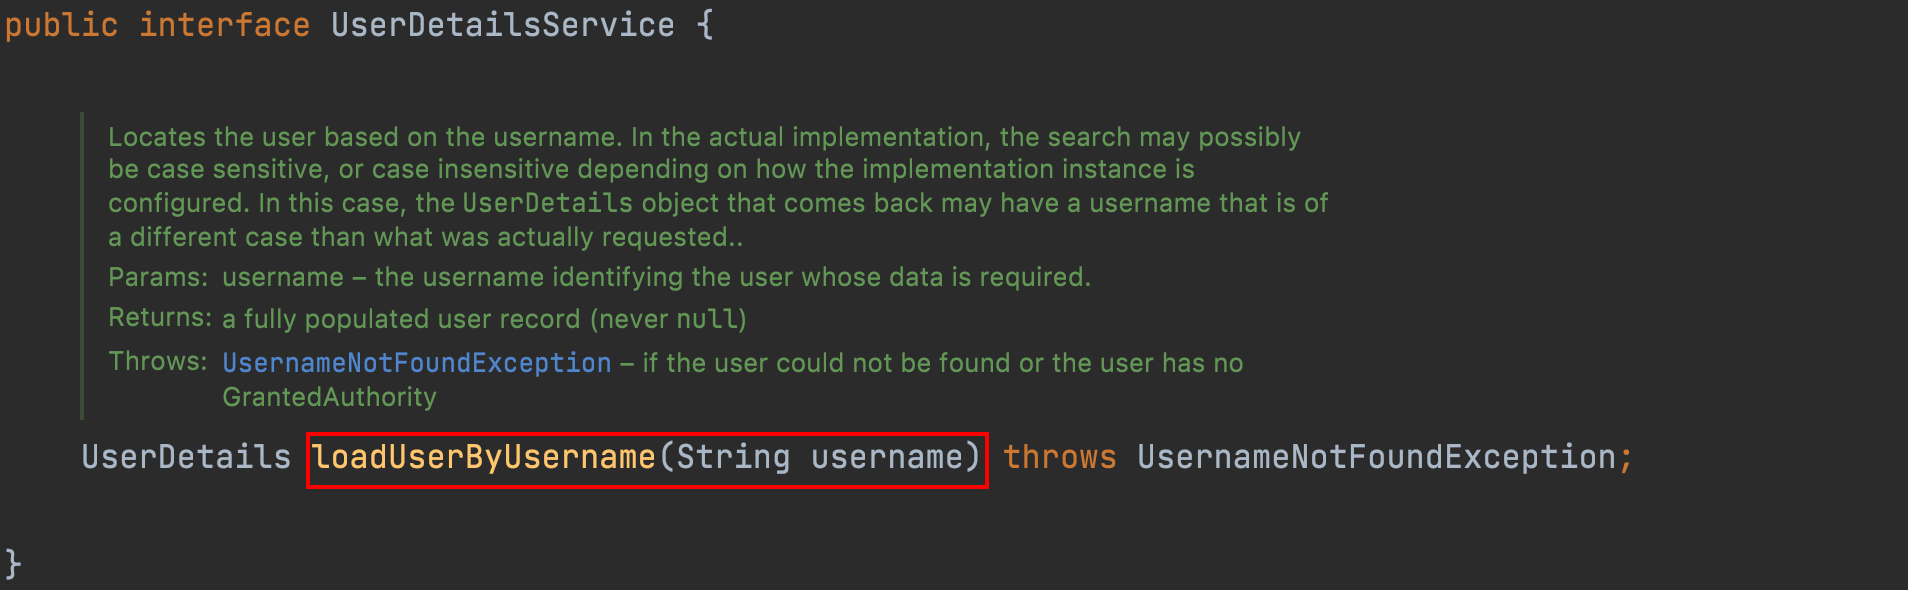 public interface UserDetailsService {
Locates the user based on the username. In the actual implementation, the search may possibly
be case sensitive, or case insensitive depending on how the implementation instance is
configured. In this case, the UserDetails object that comes back may have a username that is of
a different case than what was actually requested..
Params: username – the username identifying the user whose data is required.
Returns: a fully populated user record (never null)
Throws: UsernameNotFoundException – if the user could not be found or the user has no
GrantedAuthority
UserDetails loadUserByUsername(String username) throws UsernameNotFoundException;
}